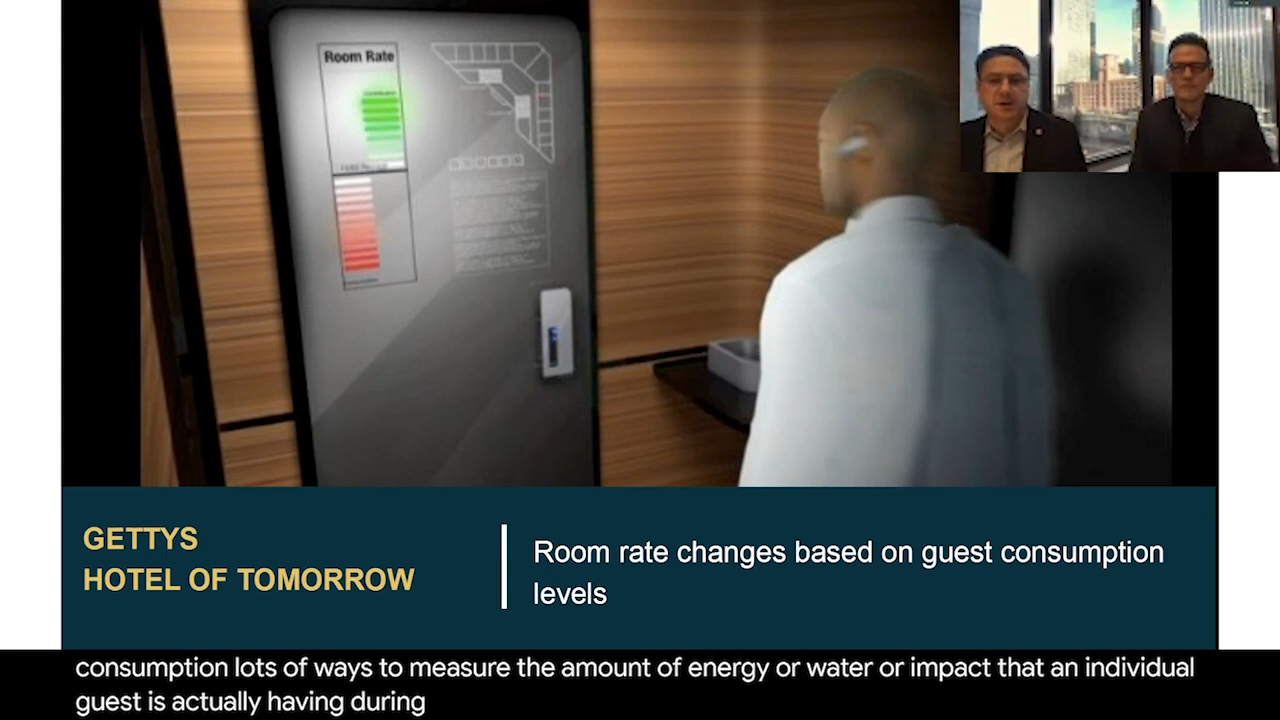 Room Rate
GETTYS
HOTEL OF TOMORROW
Room rate changes based on guest consumption
levels
consumption lots of ways to measure the amount of energy or water or impact that an individual
guest is actually having during